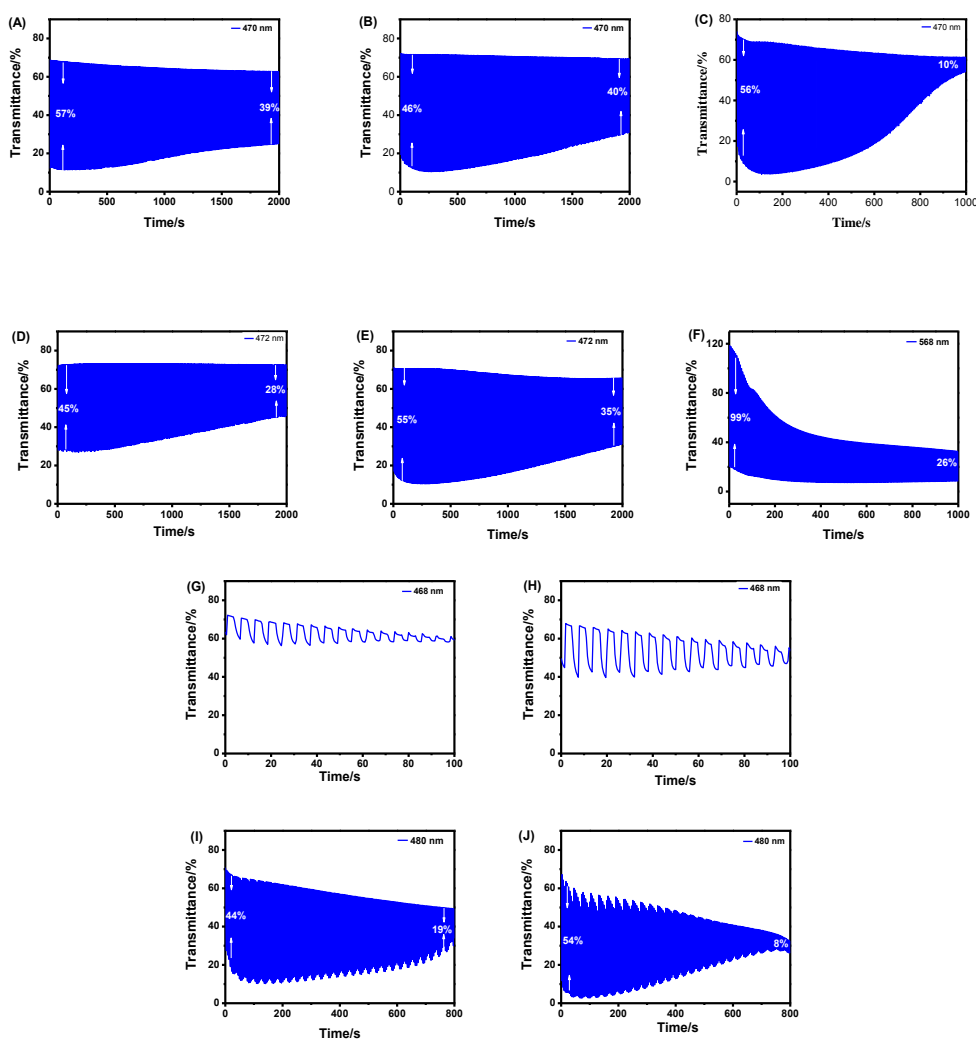 (A)
470 nm
Transmittance/%
80
60
40
20
0
57%
39%
0 500 1000 1500 2000
Time/s
(B)
470 nm
Transmittance/%
80
60
40
20
0
46%
40%
0 500 1000 1500 2000
Time/s
(C)
470 nm
Transmittance/%
80
60
40
20
0
56%
10%
0 200 400 600 800 1000
Time/s
(D)
472 nm
Transmittance/%
80
60
40
20
0
45%
28%
0 500 1000 1500 2000
Time/s
(E)
472 nm
Transmittance/%
80
60
40
20
0
55%
35%
0 500 1000 1500 2000
Time/s
(F)
568 nm
Transmittance/%
120
80
40
0
99%
26%
0 200 400 600 800 1000
Time/s
(G)
468 nm
Transmittance/%
80
60
40
20
0
0 20 40 60 80 100
Time/s
(H)
468 nm
Transmittance/%
80
60
40
20
0
0 20 40 60 80 100
Time/s
(I)
480 nm
Transmittance/%
80
60
40
20
0
44%
19%
0 200 400 600 800
Time/s
(J)
480 nm
Transmittance/%
80
60
40
20
0
54%
8%
0 200 400 600 800
Time/s